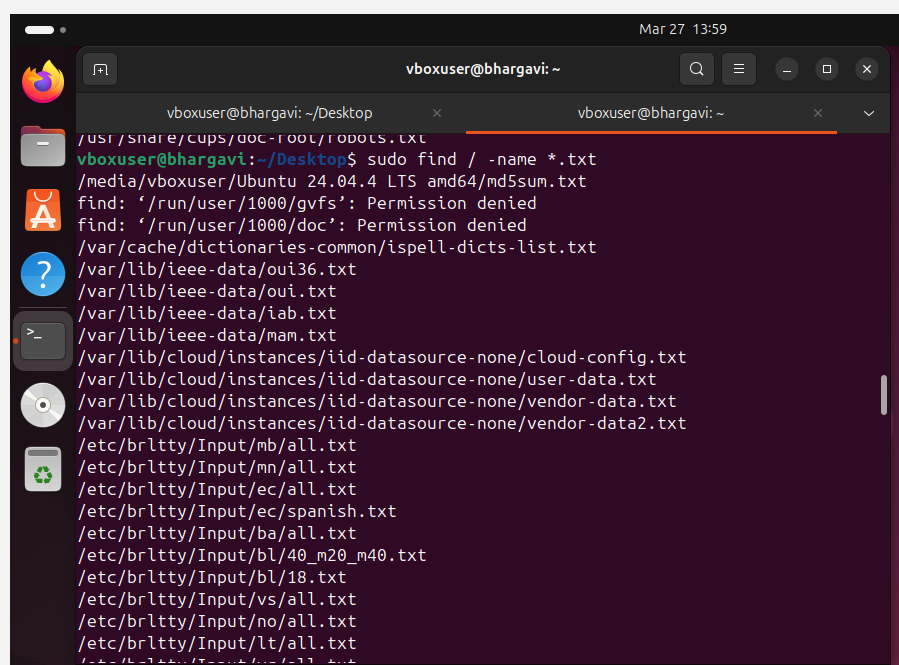 Mar 27 13:59
vboxuser@bhargavi: ~
vboxuser@bhargavi: ~/Desktop
vboxuser@bhargavi: ~
/usr/share/cups/doc-root/robots.txt
vboxuser@bhargavi:~/Desktop$ sudo find / -name *.txt
/media/vboxuser/Ubuntu 24.04.4 LTS amd64/md5sum.txt
find: ‘/run/user/1000/gvfs’: Permission denied
find: ‘/run/user/1000/doc’: Permission denied
/var/cache/dictionaries-common/ispell-dicts-list.txt
/var/lib/ieee-data/oui36.txt
/var/lib/ieee-data/oui.txt
/var/lib/ieee-data/iab.txt
/var/lib/ieee-data/mam.txt
/var/lib/cloud/instances/iid-datasource-none/cloud-config.txt
/var/lib/cloud/instances/iid-datasource-none/user-data.txt
/var/lib/cloud/instances/iid-datasource-none/vendor-data.txt
/var/lib/cloud/instances/iid-datasource-none/vendor-data2.txt
/etc/brltty/Input/mb/all.txt
/etc/brltty/Input/mn/all.txt
/etc/brltty/Input/ec/all.txt
/etc/brltty/Input/ec/spanish.txt
/etc/brltty/Input/ba/all.txt
/etc/brltty/Input/bl/40_m20_m40.txt
/etc/brltty/Input/bl/18.txt
/etc/brltty/Input/vs/all.txt
/etc/brltty/Input/no/all.txt
/etc/brltty/Input/lt/all.txt